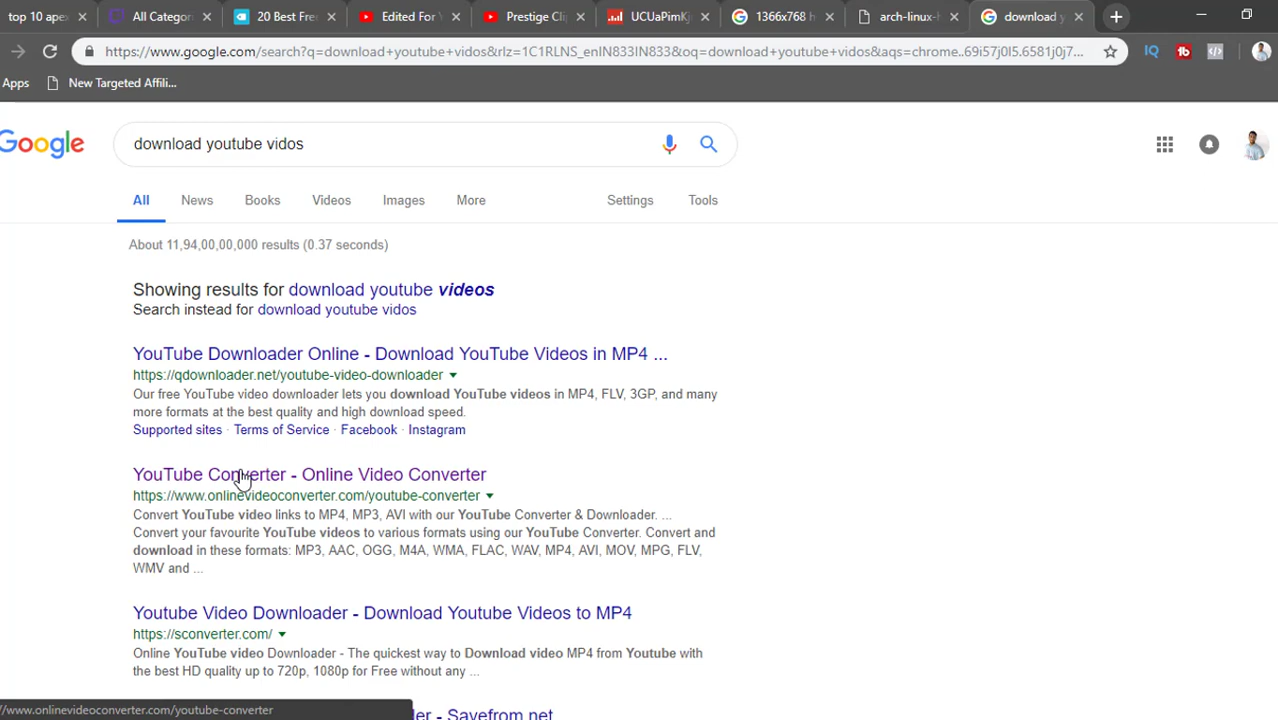 top 10 apex
All Categor
20 Best Free
Edited For Y
Prestige Cli
UCUaPimKj
1366x768 h
arch-linux-h
download y
https://www.google.com/search?q=download+youtube+vidos&rlz=1C1RLNS_enIN833IN833&oq=download+youtube+vidos&aqs=chrome..69i57j0l5.6581j0j7...
IQ
tb
Apps
New Targeted Affili...
Google
download youtube vidos
All
News
Books
Videos
Images
More
Settings
Tools
About 11,94,00,00,000 results (0.37 seconds)
Showing results for download youtube videos
Search instead for download youtube vidos
YouTube Downloader Online - Download YouTube Videos in MP4 ...
https://qdownloader.net/youtube-video-downloader
Our free YouTube video downloader lets you download YouTube videos in MP4, FLV, 3GP, and many
more formats at the best quality and high download speed.
Supported sites · Terms of Service · Facebook · Instagram
YouTube Converter - Online Video Converter
https://www.onlinevideoconverter.com/youtube-converter
Convert YouTube video links to MP4, MP3, AVI with our YouTube Converter & Downloader. ...
Convert your favourite YouTube videos to various formats using our YouTube Converter. Convert and
download in these formats: MP3, AAC, OGG, M4A, WMA, FLAC, WAV, MP4, AVI, MOV, MPG, FLV,
WMV and ...
Youtube Video Downloader - Download Youtube Videos to MP4
https://sconverter.com/
Online YouTube video Downloader - The quickest way to Download video MP4 from Youtube with
the best HD quality up to 720p, 1080p for Free without any ...
/www.onlinevideoconverter.com/youtube-converter
er - Savefrom.net